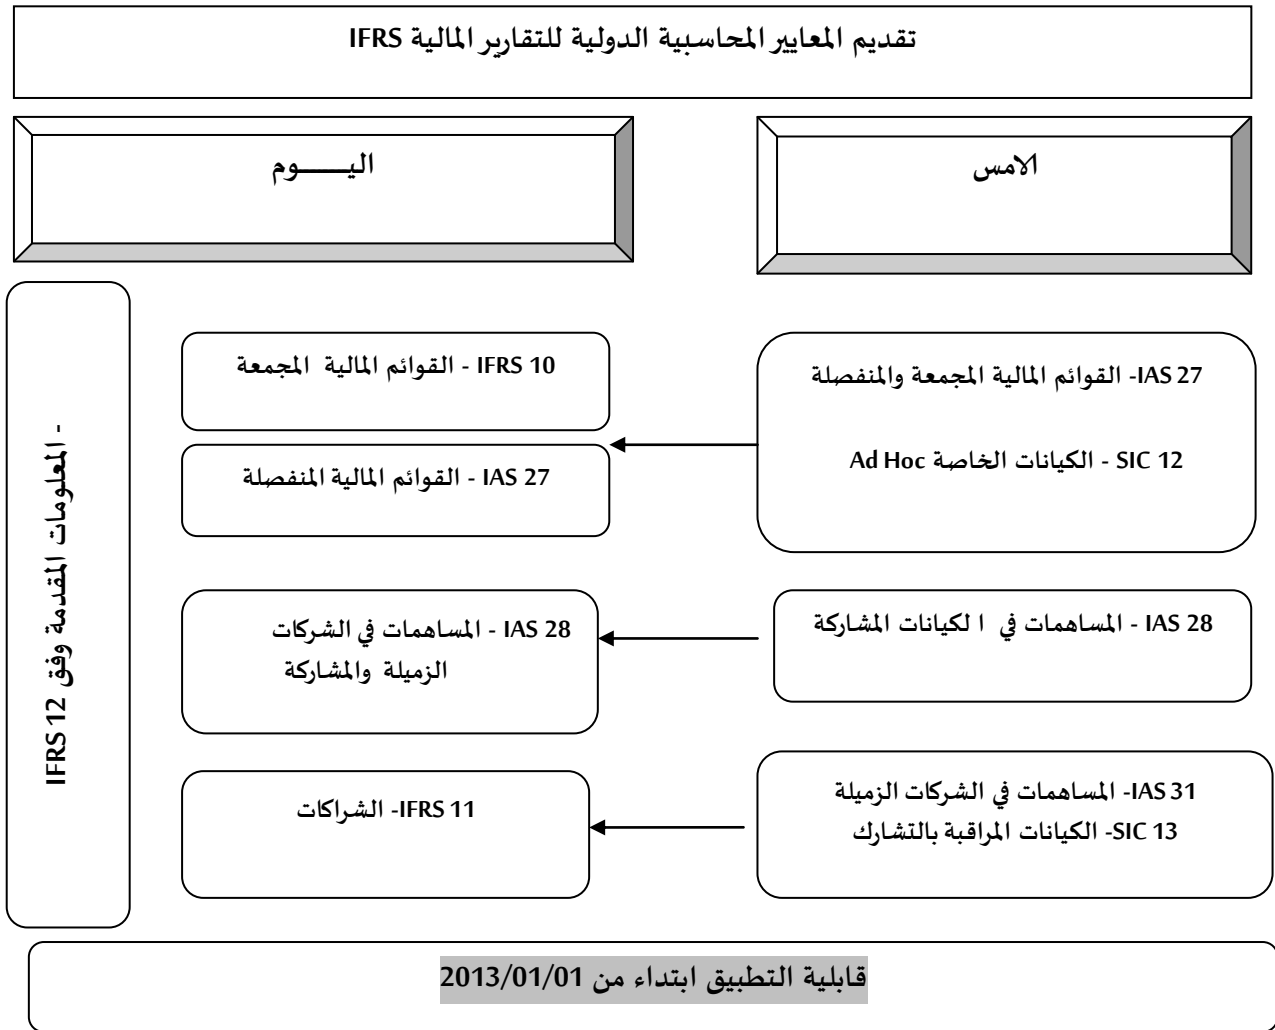 تقديم المعايير المحاسبية الدولية للتقارير المالية IFRS
الامس
اليــــــوم
IAS 27- القوائم المالية المجمعة والمنفصلة
SIC 12 - الكيانات الخاصة Ad Hoc
IFRS 10 - القوائم المالية المجمعة
IAS 27 - القوائم المالية المنفصلة
IAS 28 - المساهمات في ا لكيانات المشاركة
IAS 28 - المساهمات في الشركات
الزميلة والمشاركة
IAS 31- المساهمات في الشركات الزميلة
SIC 13- الكيانات المراقبة بالتشارك
IFRS 11- الشراكات
- المعلومات المقدمة وفق IFRS 12
قابلية التطبيق ابتداء من 2013/01/01